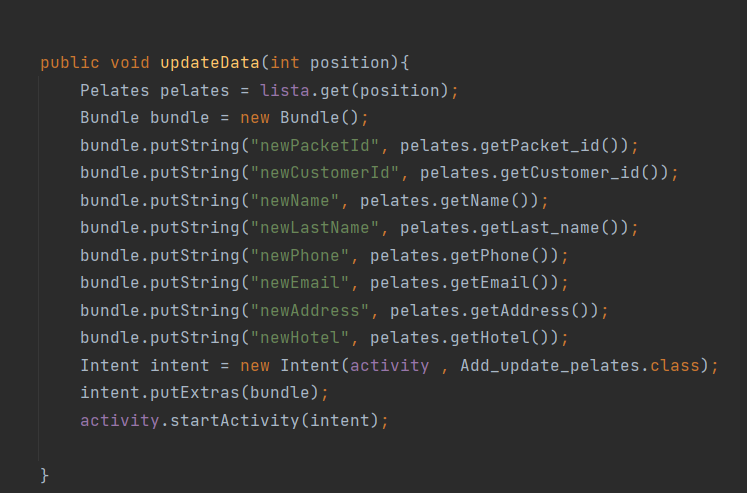 public void updateData(int position){
Pelates pelates = lista.get(position);
Bundle bundle = new Bundle();
bundle.putString("newPacketId", pelates.getPacket_id());
bundle.putString("newCustomerId", pelates.getCustomer_id());
bundle.putString("newName", pelates.getName());
bundle.putString("newLastName", pelates.getLast_name());
bundle.putString("newPhone", pelates.getPhone());
bundle.putString("newEmail", pelates.getEmail());
bundle.putString("newAddress", pelates.getAddress());
bundle.putString("newHotel", pelates.getHotel());
Intent intent = new Intent(activity , Add_update_pelates.class);
intent.putExtras(bundle);
activity.startActivity(intent);
}